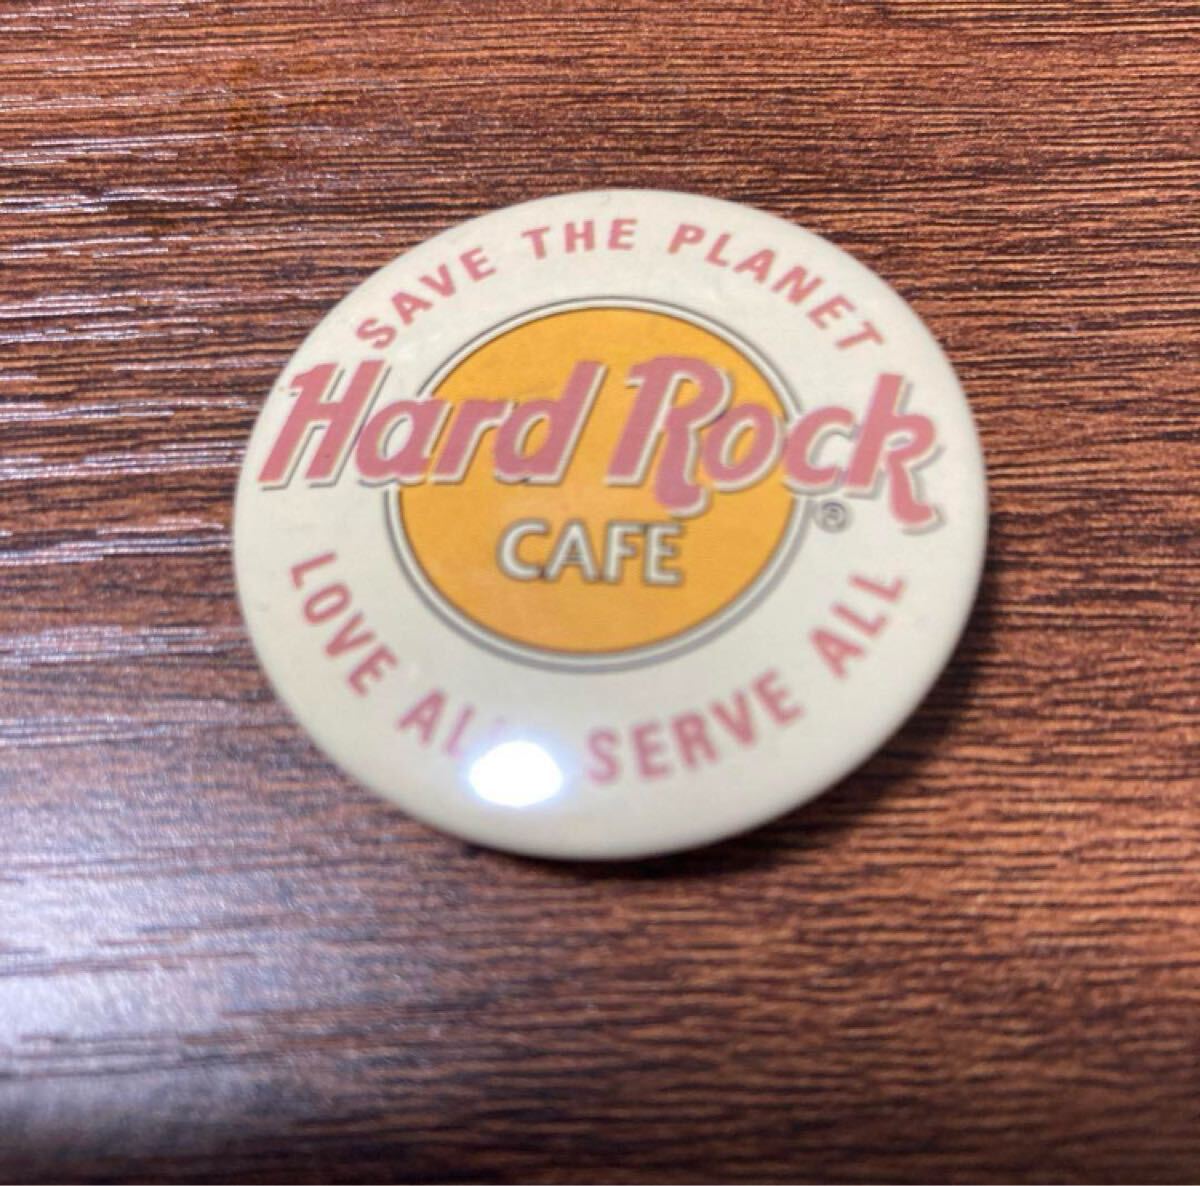 SAVE THE PLANET
Hard Rock
CAFE
®
LOVE ALL SERVE ALL